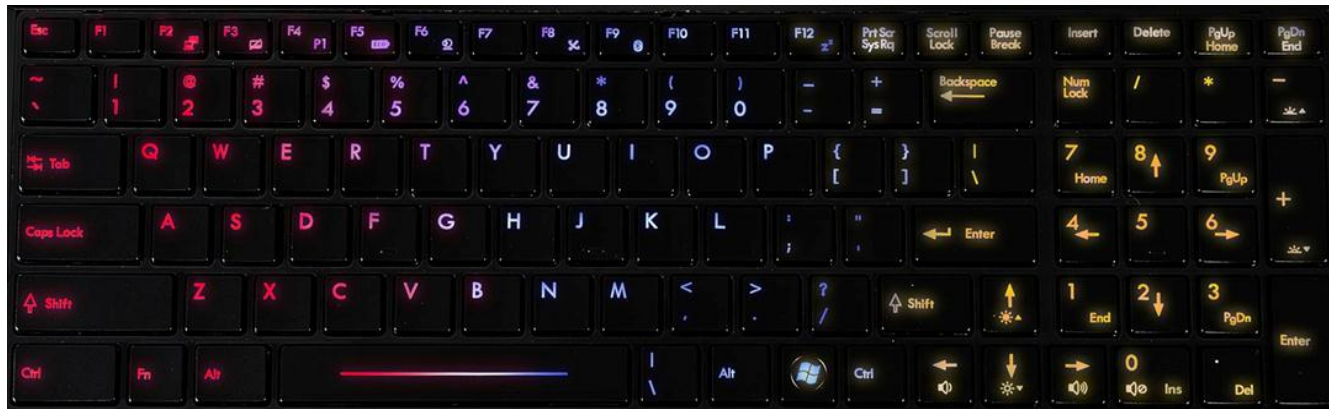 Esc F1 F2 F3 F4 P1 F5 F6 F7 F8 F9 F10 F11 F12 zz Prt Scr Sys Rq Scroll Lock Pause Break Insert Delete PgUp Home PgDn End
~ ` ! 1 @ 2 # 3 $ 4 % 5 ^ 6 & 7 * 8 ( 9 ) 0 _ - + = Backspace Num Lock / * -
Tab Q W E R T Y U I O P { [ } ] | \ 7 Home 8 9 PgUp +
Caps Lock A S D F G H J K L : ; " ' Enter 4 5 6
Shift Z X C V B N M < , > . ? / Shift 1 End 2 3 PgDn Enter
Ctrl Fn Alt | \ Alt Ctrl 0 Ins . Del